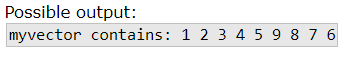 Possible output:
myvector contains: 1 2 3 4 5 9 8 7 6